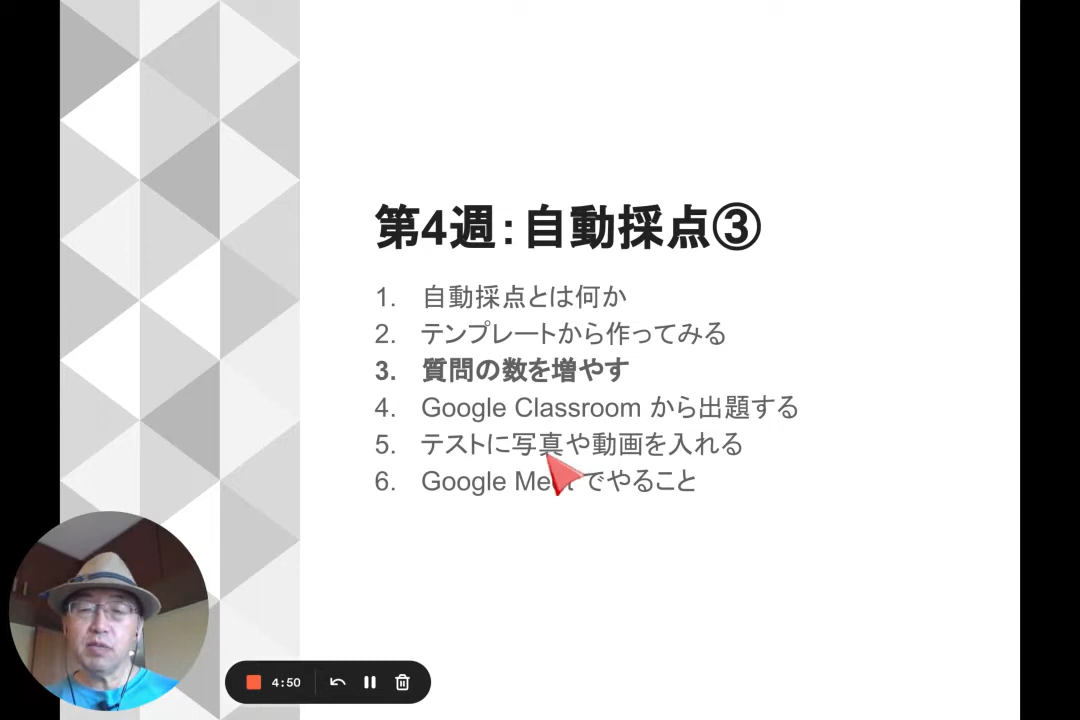 第4週：自動採点③
1. 自動採点とは何か
2. テンプレートから作ってみる
3. 質問の数を増やす
4. Google Classroom から出題する
5. テストに写真や動画を入れる
6. Google Meet でやること
4:50